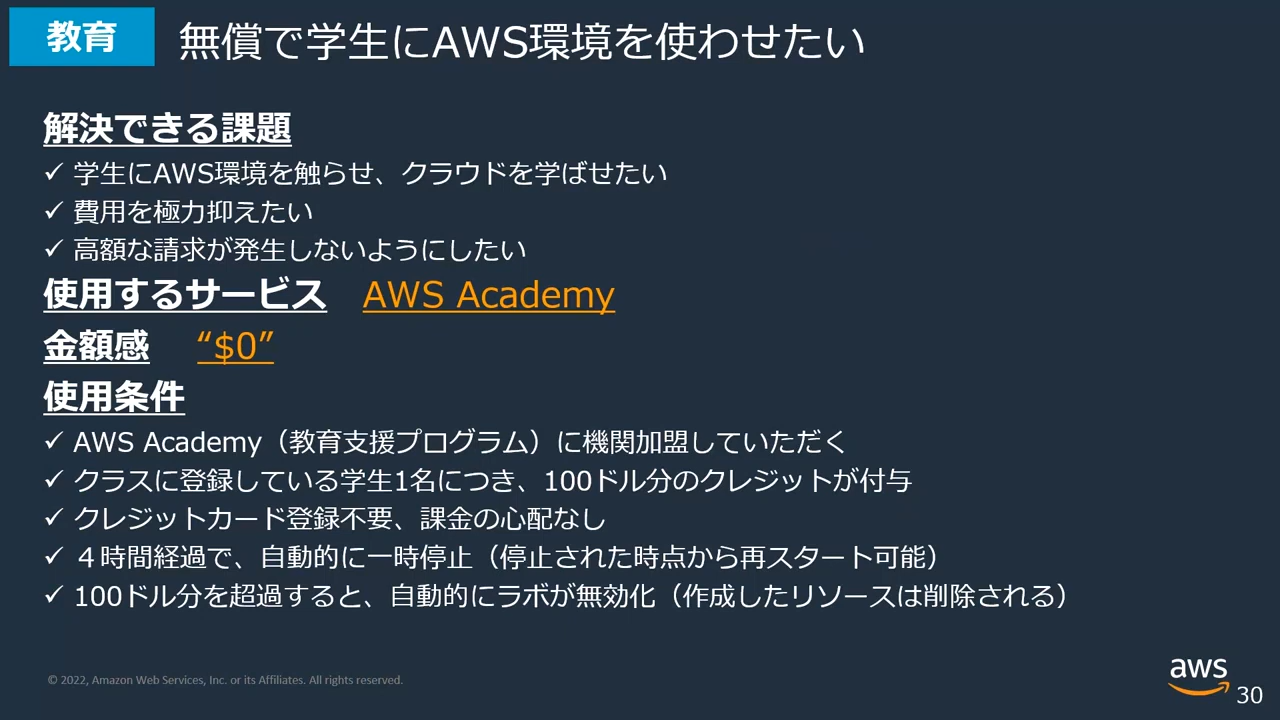 教育
無償で学生にAWS環境を使わせたい
解決できる課題
✓ 学生にAWS環境を触らせ、クラウドを学ばせたい
✓ 費用を極力抑えたい
✓ 高額な請求が発生しないようにしたい
使用するサービス AWS Academy
金額感 “$0”
使用条件
✓ AWS Academy（教育支援プログラム）に機関加盟していただく
✓ クラスに登録している学生1名につき、100ドル分のクレジットが付与
✓ クレジットカード登録不要、課金の心配なし
✓ ４時間経過で、自動的に一時停止（停止された時点から再スタート可能）
✓ 100ドル分を超過すると、自動的にラボが無効化（作成したリソースは削除される）
© 2022, Amazon Web Services, Inc. or its Affiliates. All rights reserved.
aws
30